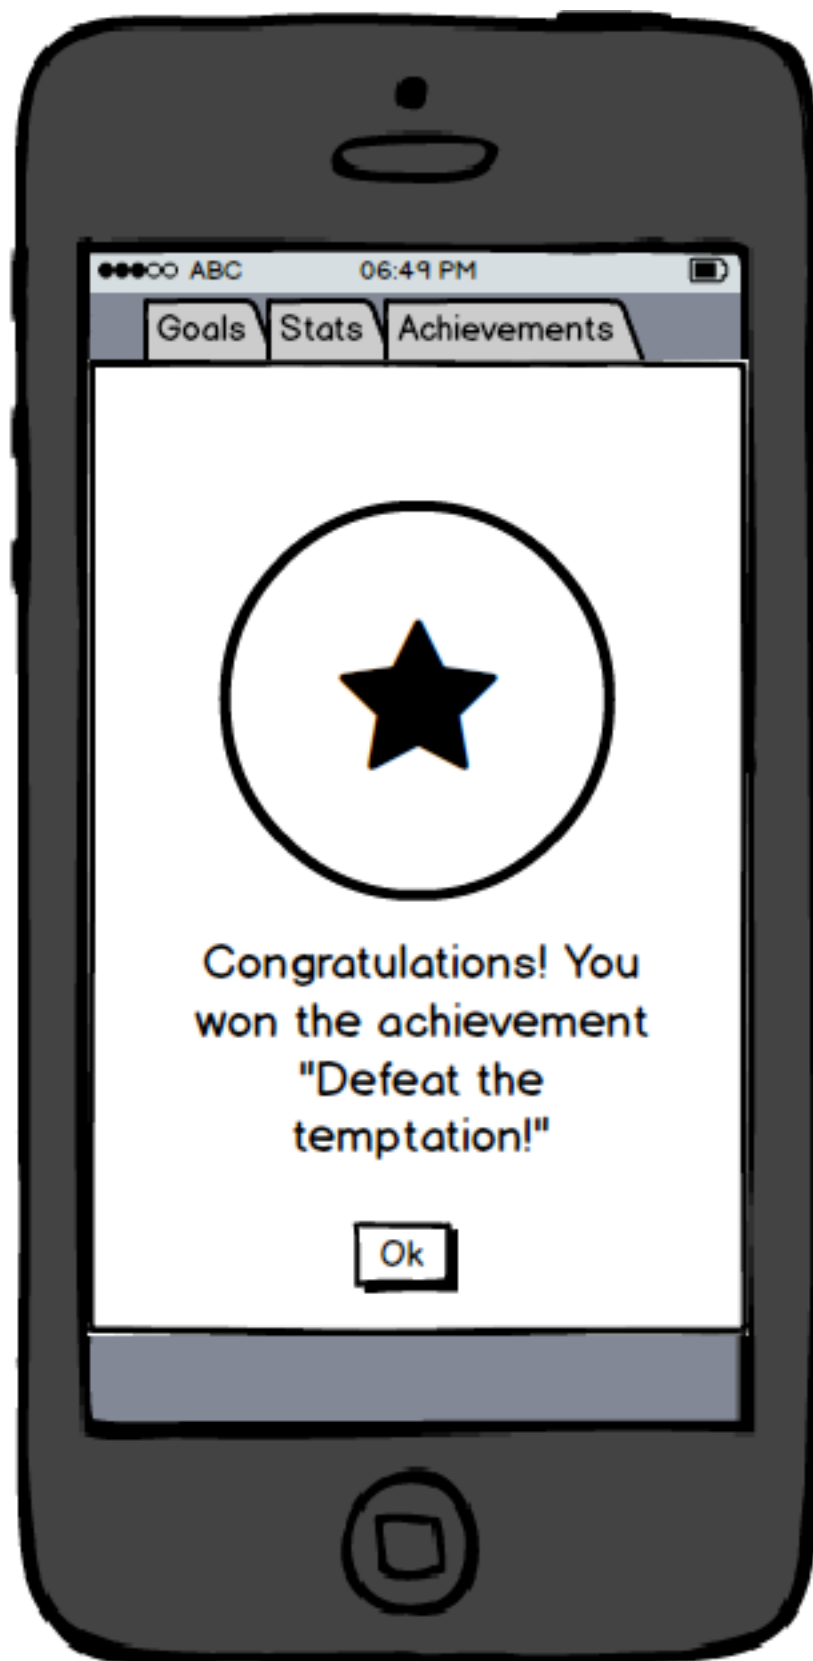 ABC 06:49 PM
Goals Stats Achievements
Congratulations! You
won the achievement
"Defeat the
temptation!"
Ok